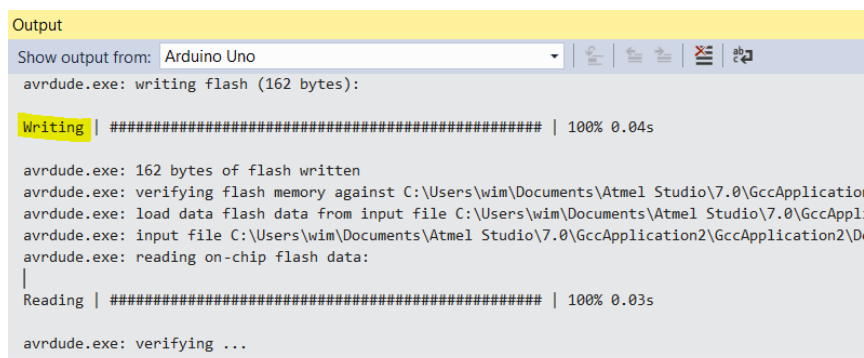 Output
Show output from: Arduino Uno
avrdude.exe: writing flash (162 bytes):
Writing | ################################################## | 100% 0.04s
avrdude.exe: 162 bytes of flash written
avrdude.exe: verifying flash memory against C:\Users\wim\Documents\Atmel Studio\7.0\GccApplication
avrdude.exe: load data flash data from input file C:\Users\wim\Documents\Atmel Studio\7.0\GccAppl
avrdude.exe: input file C:\Users\wim\Documents\Atmel Studio\7.0\GccApplication2\GccApplication2\D
avrdude.exe: reading on-chip flash data:
Reading | ################################################## | 100% 0.03s
avrdude.exe: verifying ...